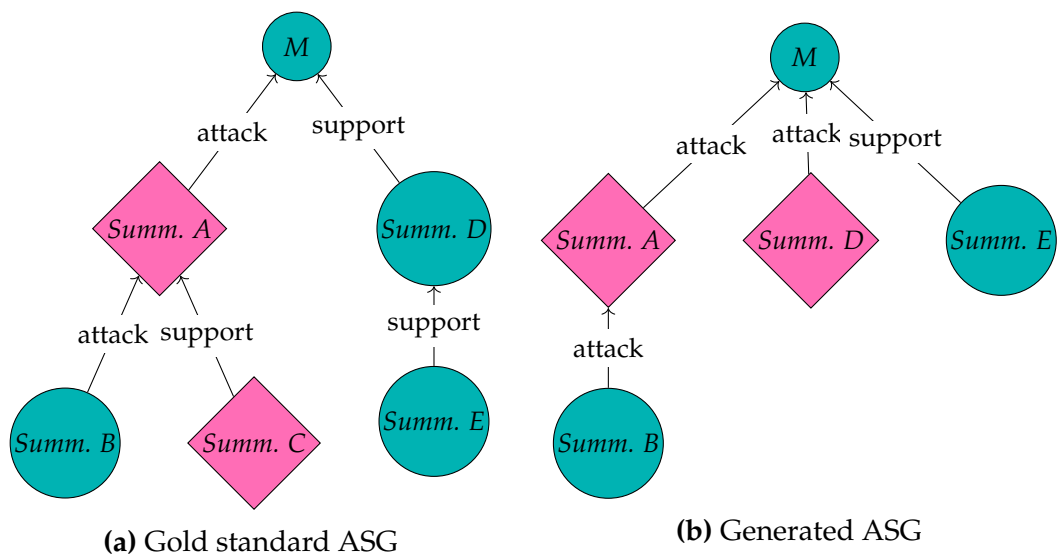 M
attack
support
Summ. A
Summ. D
attack
support
support
Summ. B
Summ. C
Summ. E
(a) Gold standard ASG
M
attack
attack
support
Summ. A
Summ. D
Summ. E
attack
Summ. B
(b) Generated ASG